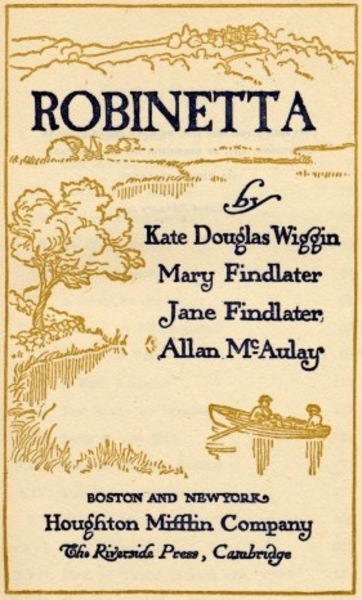 ROBINETTA
by
Kate Douglas Wiggin
Mary Findlater
Jane Findlater
Allan McAulay
BOSTON AND NEW YORK
Houghton Mifflin Company
The Riverside Press, Cambridge